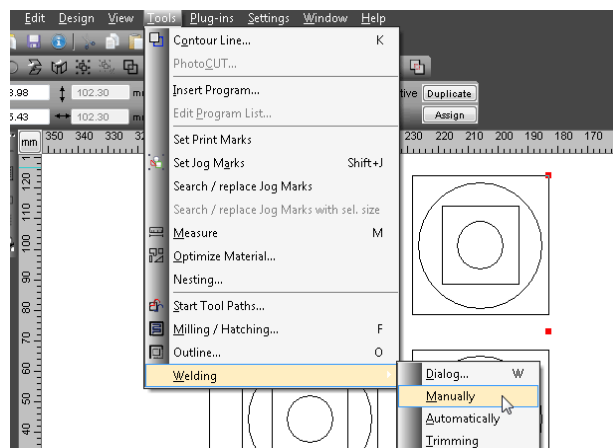 Edit Design View Tools Plug-ins Settings Window Help
Contour Line... K
PhotoCUT...
Insert Program...
Edit Program List...
Set Print Marks
Set Jog Marks Shift+J
Search / replace Jog Marks
Search / replace Jog Marks with sel. size
Measure M
Optimize Material...
Nesting...
Start Tool Paths...
Milling / Hatching... F
Outline... O
Welding
Dialog... W
Manually
Automatically
Trimming
Duplicate
Assign
102.30
102.30
mm 350 340 330
230 220 210 200 190 180 170
120
110
100
90
80
70
60
50
40